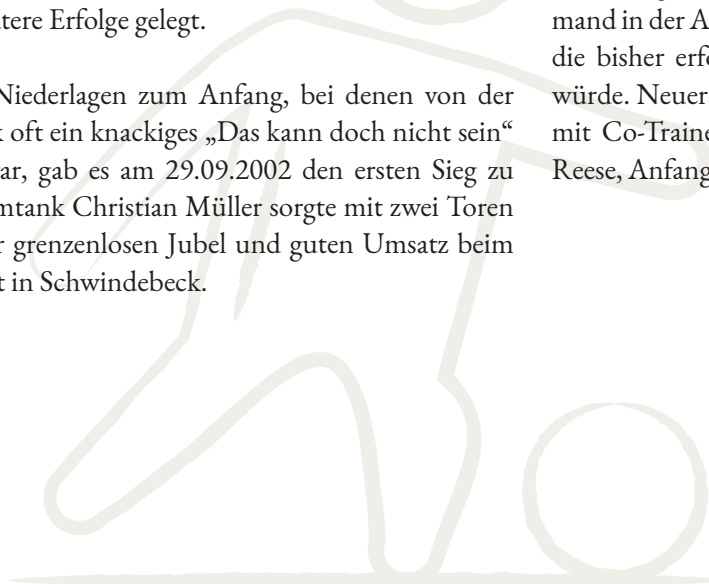 tere Erfolge gelegt.
Niederlagen zum Anfang, bei denen von der
oft ein knackiges „Das kann doch nicht sein“
ar, gab es am 29.09.2002 den ersten Sieg zu
mtank Christian Müller sorgte mit zwei Toren
r grenzenlosen Jubel und guten Umsatz beim
t in Schwindebeck.
mand in der A
die bisher erfo
würde. Neuer
mit Co-Traine
Reese, Anfang